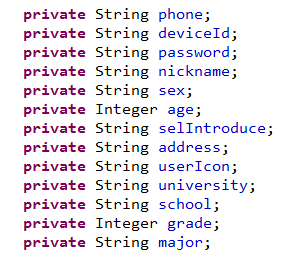 private String phone;
private String deviceId;
private String password;
private String nickname;
private String sex;
private Integer age;
private String selIntroduce;
private String address;
private String userIcon;
private String university;
private String school;
private Integer grade;
private String major;